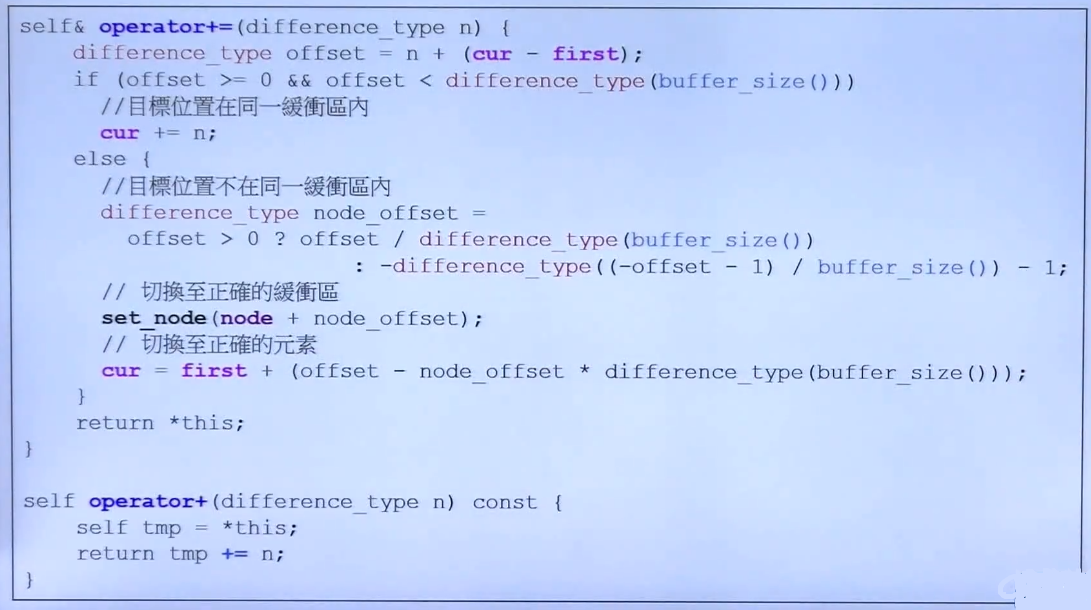 self& operator+=(difference_type n) {
difference_type offset = n + (cur - first);
if (offset >= 0 && offset < difference_type(buffer_size()))
//目標位置在同一緩衝區內
cur += n;
else {
//目標位置不在同一緩衝區內
difference_type node_offset =
offset > 0 ? offset / difference_type(buffer_size())
: -difference_type((-offset - 1) / buffer_size()) - 1;
// 切換至正確的緩衝區
set_node(node + node_offset);
// 切換至正確的元素
cur = first + (offset - node_offset * difference_type(buffer_size()));
}
return *this;
}
self operator+(difference_type n) const {
self tmp = *this;
return tmp += n;
}